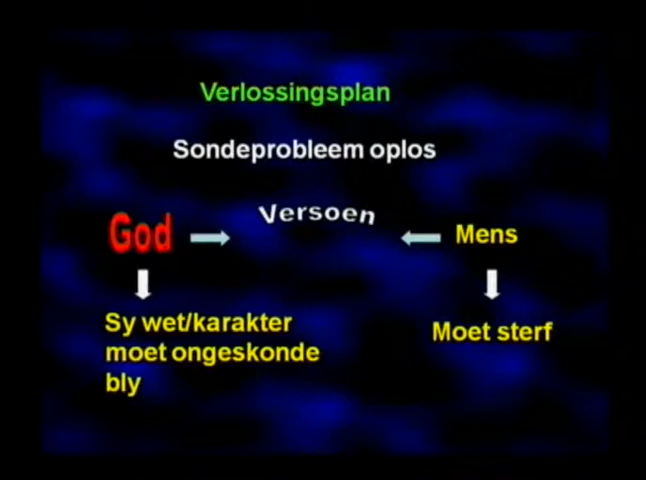 Verlossingsplan
Sondeprobleem oplos
Versoen
God
Mens
Sy wet/karakter
moet ongeskonde
bly
Moet sterf